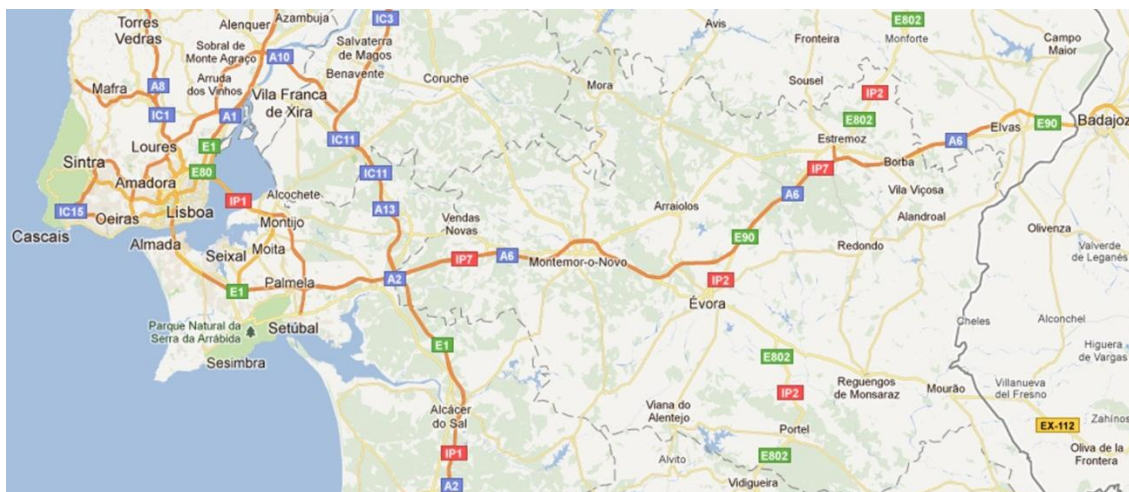 Torres
Vedras
Alenquer
Azambuja
IC3
Avis
Fronteira
E802
Monforte
Campo
Maior
Sobral de
Monte Agraço
A10
Salvaterra
de Magos
Benavente
Coruche
Mora
Sousel
IP2
Mafra
A8
Arruda
dos Vinhos
Vila Franca
de Xira
IC1
A1
E802
Elvas
E90
Badajoz
E1
Loures
IC11
Estremoz
A6
Sintra
E80
IC11
IP7
Borba
Amadora
IP1
Alcochete
A6
Vila Viçosa
IC15
Oeiras
Lisboa
Montijo
A13
Vendas
Novas
Arraiolos
Alandroal
Olivenza
Cascais
Almada
Seixal
Moita
E90
Redondo
Valverde
de Leganés
IP7
A6
Montemor-o-Novo
Palmela
A2
IP2
E1
Évora
Parque Natural da
Serra da Arrábida
Setúbal
Cheles
Alconchel
Sesimbra
E1
E802
Higuera
de Vargas
Reguengos
de Monsaraz
Mourão
Villanueva
del Fresno
IP2
Alcácer
do Sal
Viana do
Alentejo
Portel
EX-112
Zahínos
IP1
Alvito
E802
Oliva de la
Frontera
A2
Vidigueira